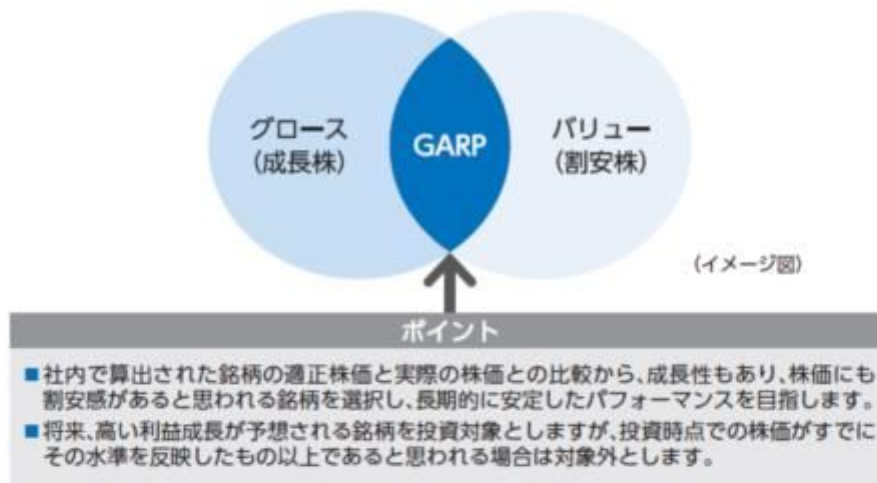 グロース
(成長株)
GARP
バリュー
(割安株)
(イメージ図)
ポイント
■社内で算出された銘柄の適正株価と実際の株価との比較から、成長性もあり、株価にも
割安感があると思われる銘柄を選択し、長期的に安定したパフォーマンスを目指します。
■将来、高い利益成長が予想される銘柄を投資対象としますが、投資時点での株価がすでに
その水準を反映したもの以上であると思われる場合は対象外とします。